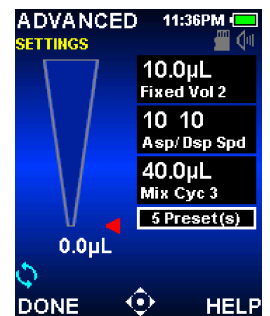 ADVANCED 11:36PM
SETTINGS
10.0µL
Fixed Vol 2
10 10
Asp/Dsp Spd
40.0µL
Mix Cyc 3
5 Preset(s)
0.0µL
DONE HELP